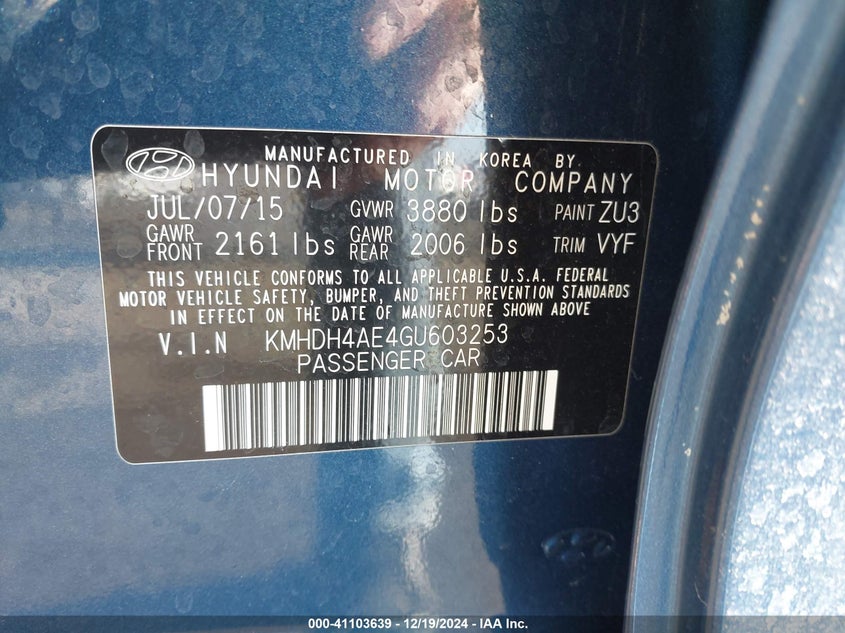 MANUFACTURED IN KOREA BY
HYUNDAI MOTOR COMPANY
JUL/07/15 GVWR 3880 lbs PAINT ZU3
GAWR FRONT 2161 lbs GAWR REAR 2006 lbs TRIM VYF
THIS VEHICLE CONFORMS TO ALL APPLICABLE U.S.A. FEDERAL
MOTOR VEHICLE SAFETY, BUMPER, AND THEFT PREVENTION STANDARDS
IN EFFECT ON THE DATE OF MANUFACTURE SHOWN ABOVE
V.I.N KMHDH4AE4GU603253
PASSENGER CAR
000-41103639 - 12/19/2024 - IAA Inc.